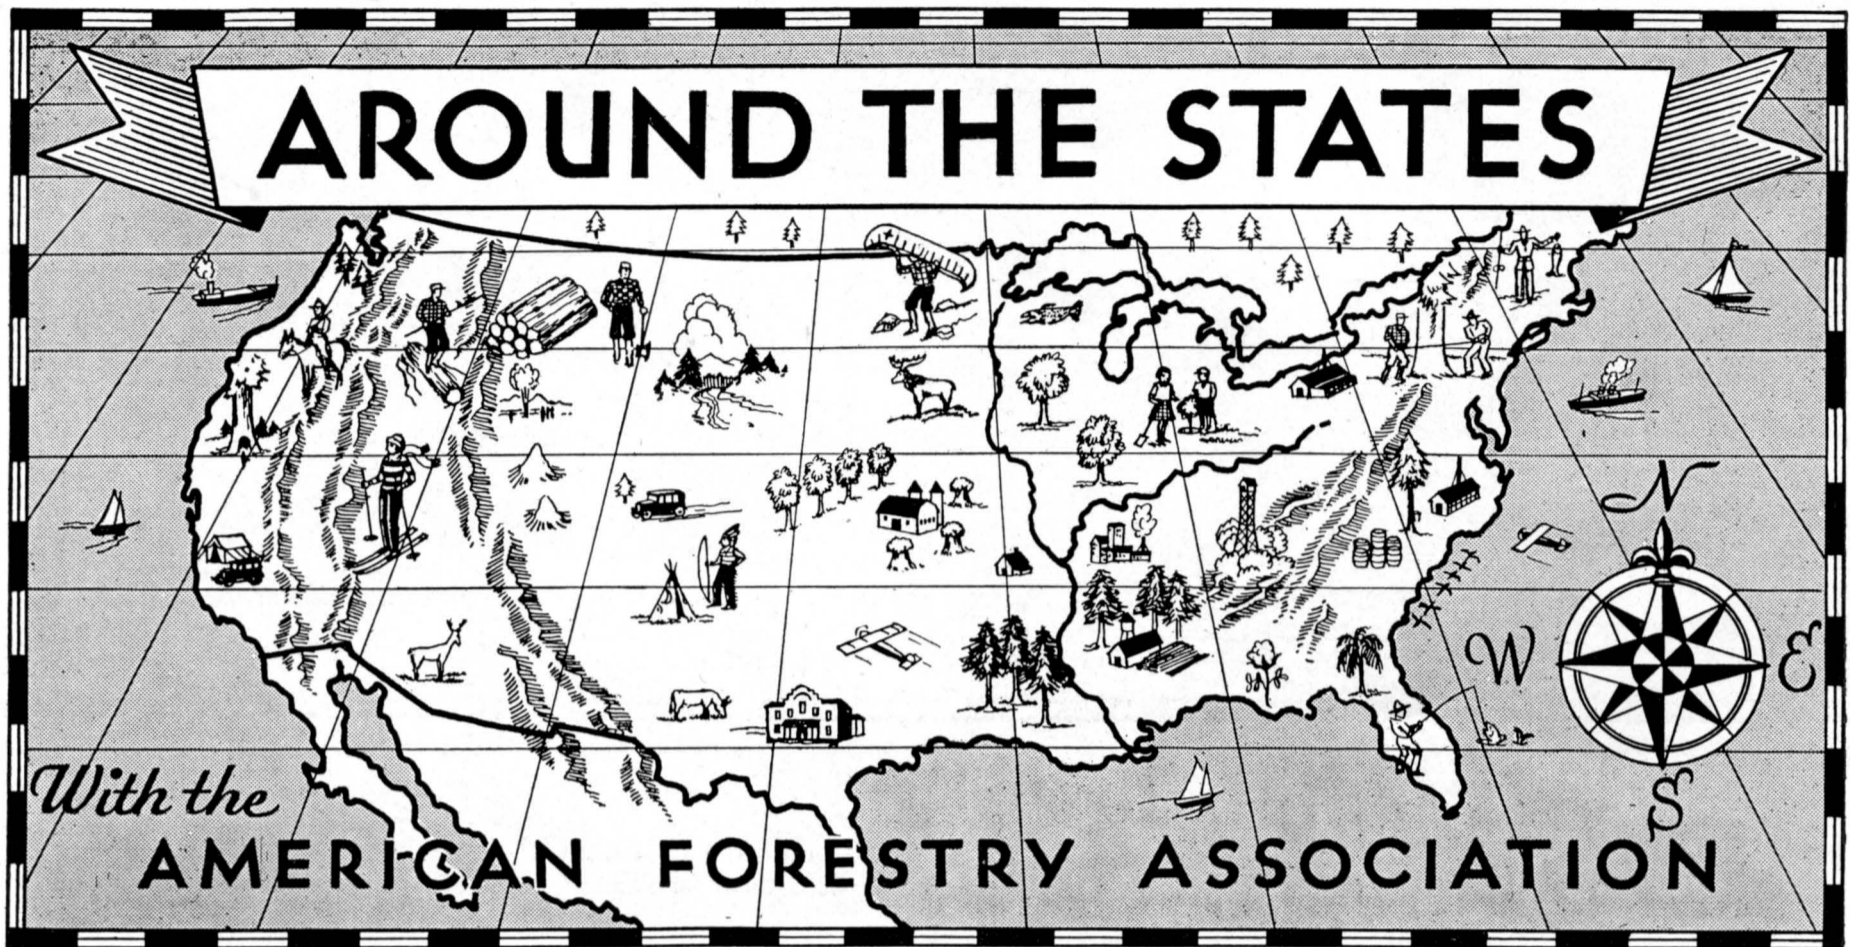 AROUND THE STATES
N
W
E
S
With the
AMERICAN FORESTRY ASSOCIATION